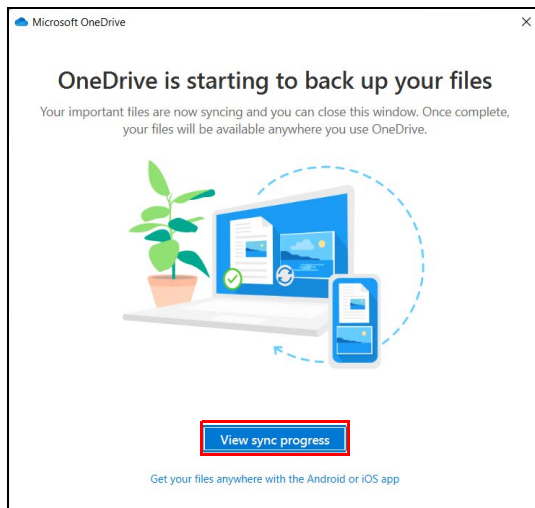 Microsoft OneDrive
OneDrive is starting to back up your files
Your important files are now syncing and you can close this window. Once complete,
your files will be available anywhere you use OneDrive.
View sync progress
Get your files anywhere with the Android or iOS app